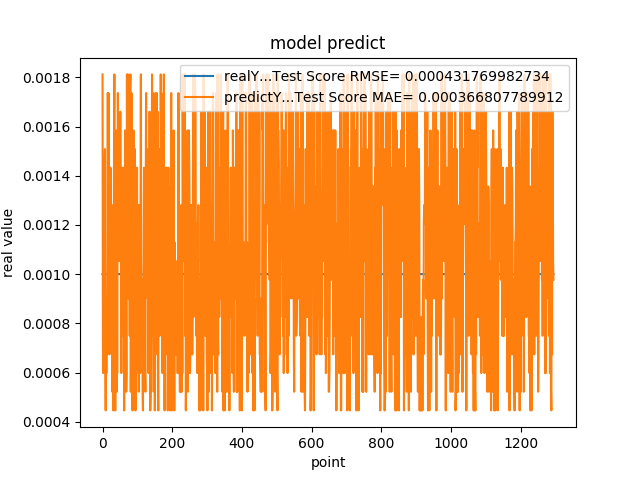 model predict
realY...Test Score RMSE= 0.000431769982734
predictY...Test Score MAE= 0.000366807789912
0.0018
0.0016
0.0014
0.0012
0.0010
0.0008
0.0006
0.0004
real value
0 200 400 600 800 1000 1200
point